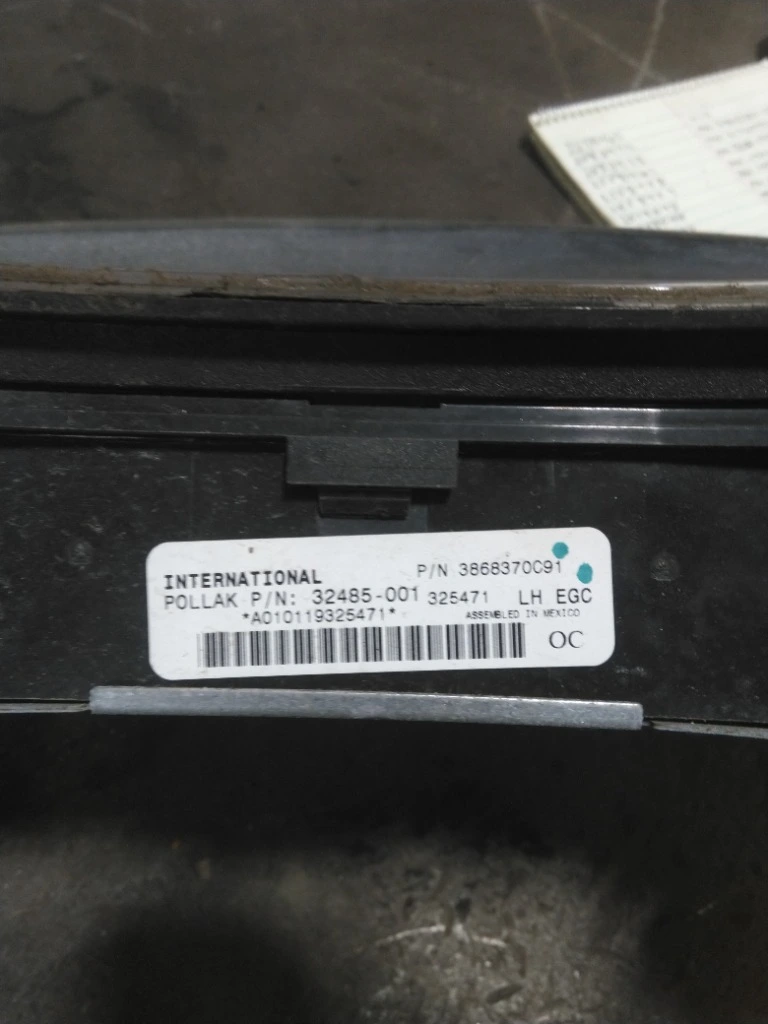 INTERNATIONAL P/N 3868370C91
POLLAK P/N: 32485-001 325471 LH EGC
*A010119325471* ASSEMBLED IN MEXICO
OC